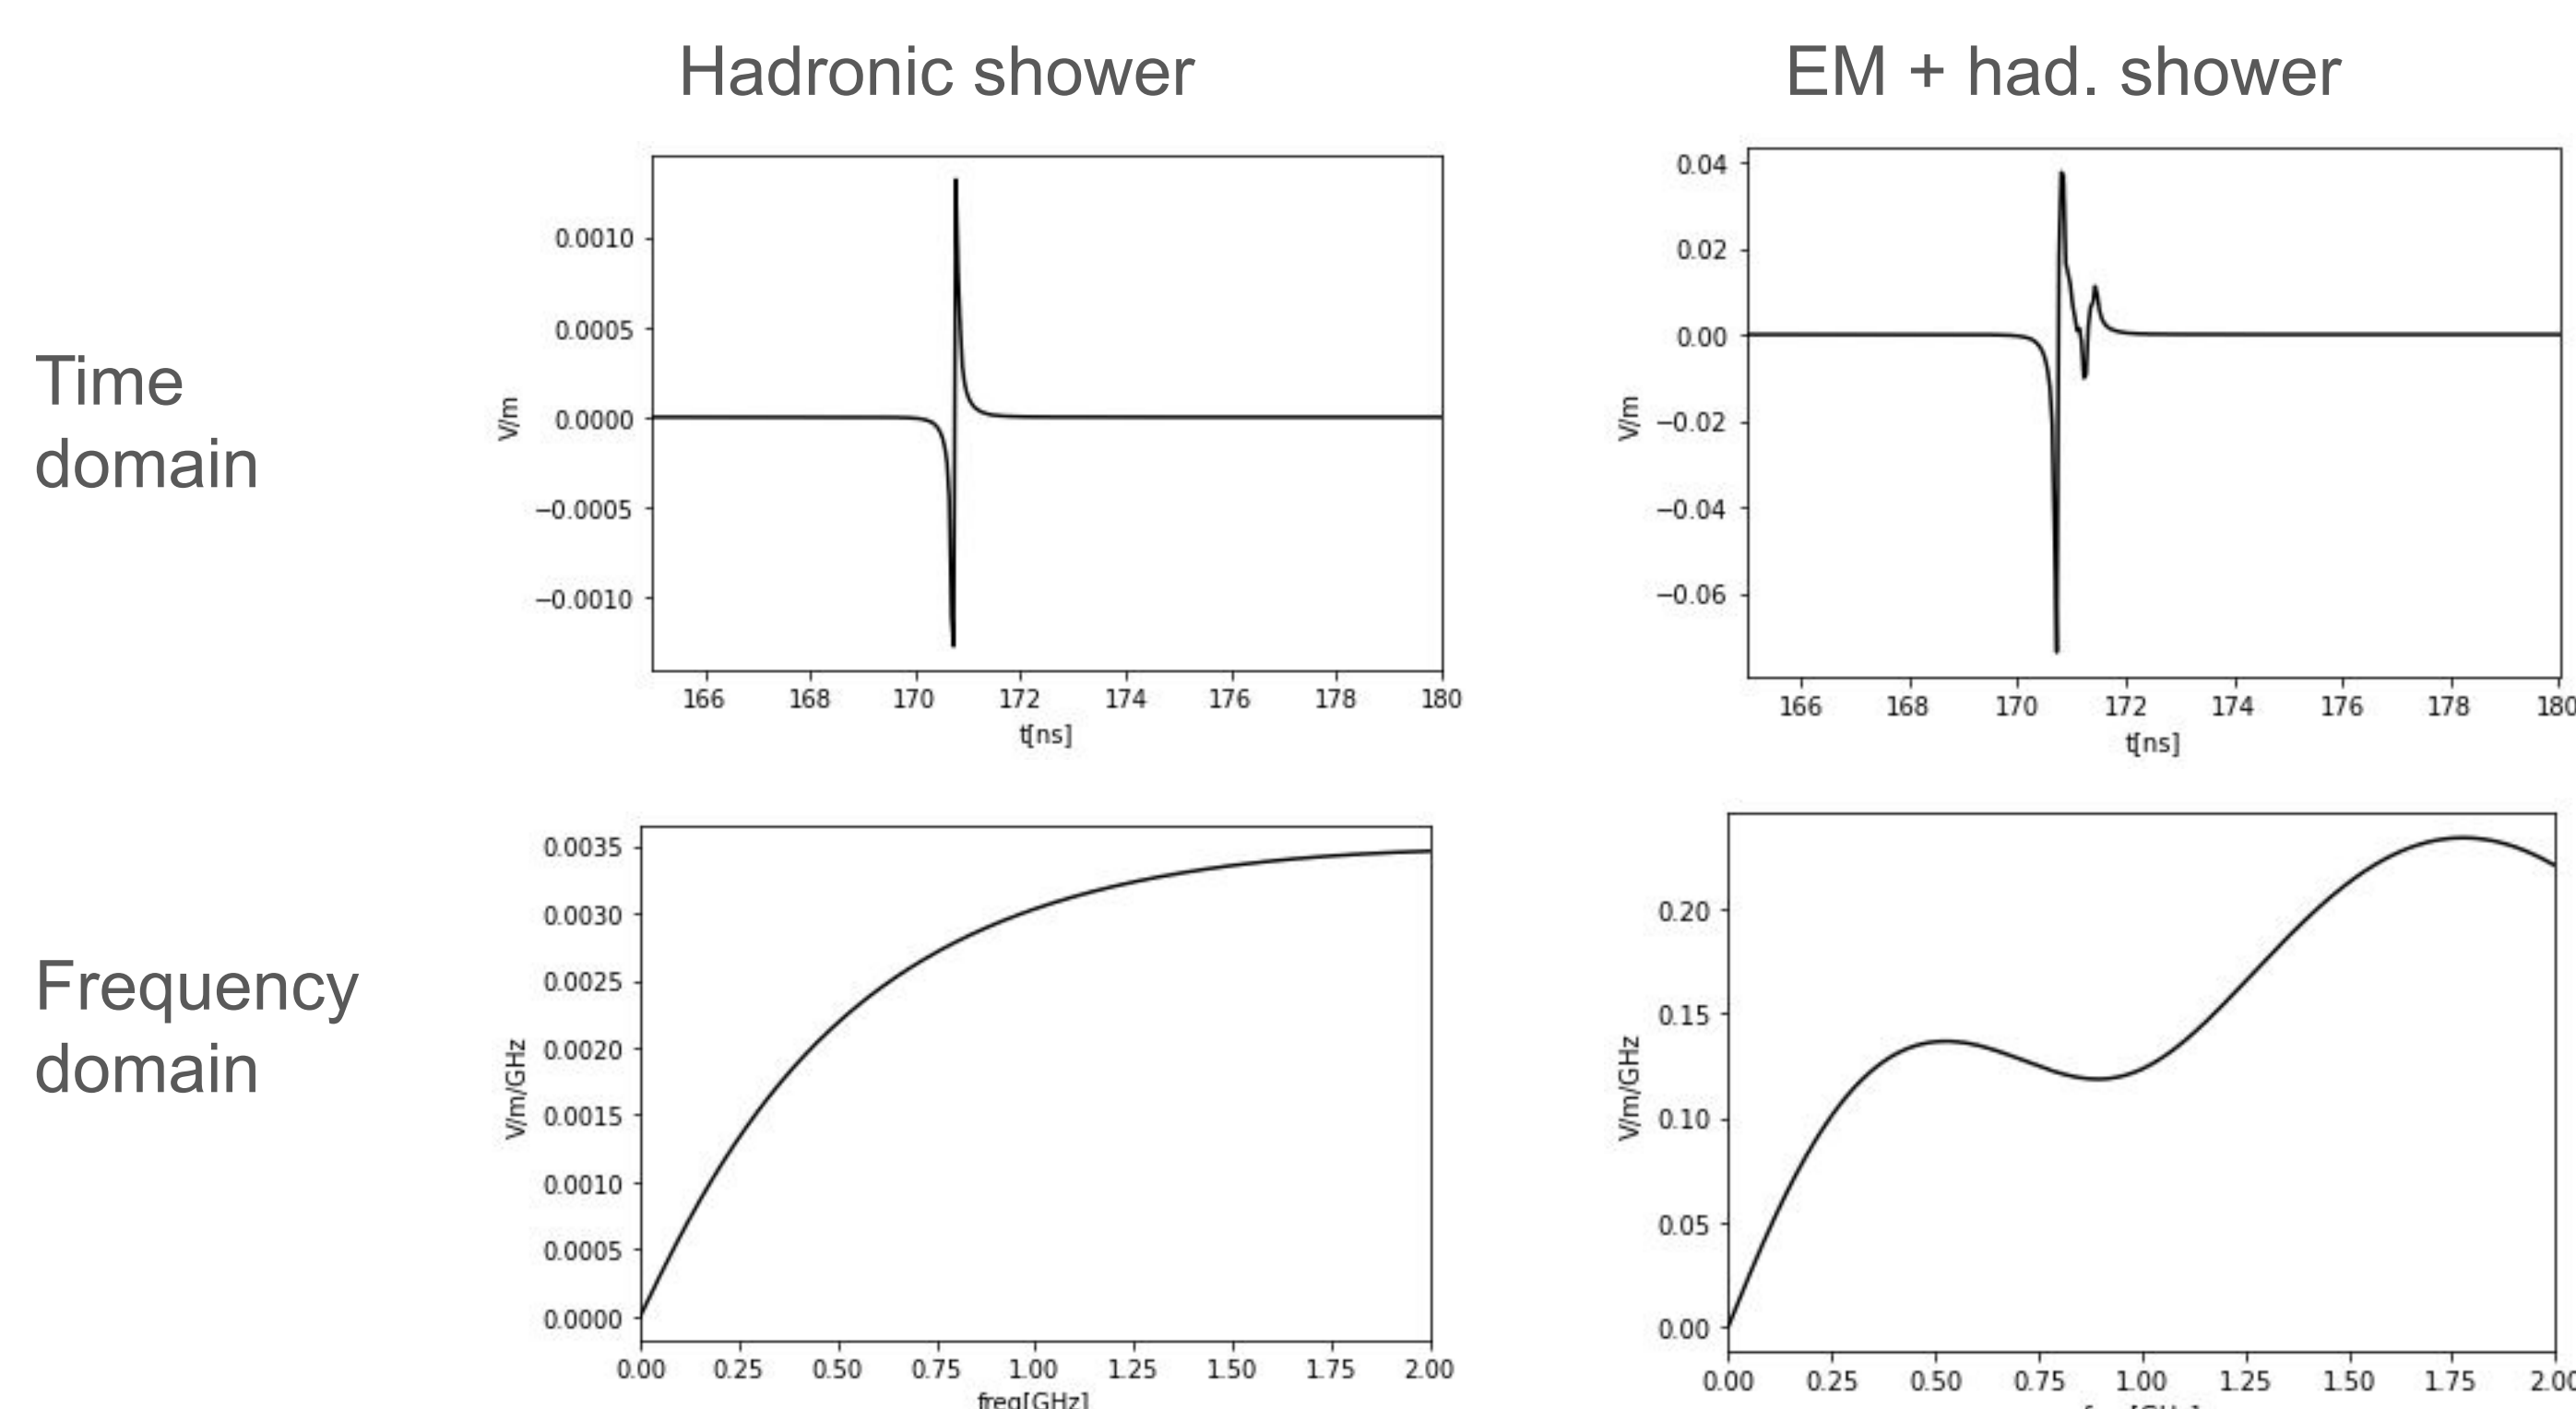 Hadronic shower
EM + had. shower
Time
domain
0.0010
0.0005
0.0000
−0.0005
−0.0010
V/m
166 168 170 172 174 176 178 180
t[ns]
0.04
0.02
0.00
−0.02
−0.04
−0.06
V/m
166 168 170 172 174 176 178 180
t[ns]
Frequency
domain
0.0035
0.0030
0.0025
0.0020
0.0015
0.0010
0.0005
0.0000
V/m/GHz
0.00 0.25 0.50 0.75 1.00 1.25 1.50 1.75 2.00
freq[GHz]
0.20
0.15
0.10
0.05
0.00
V/m/GHz
0.00 0.25 0.50 0.75 1.00 1.25 1.50 1.75 2.00